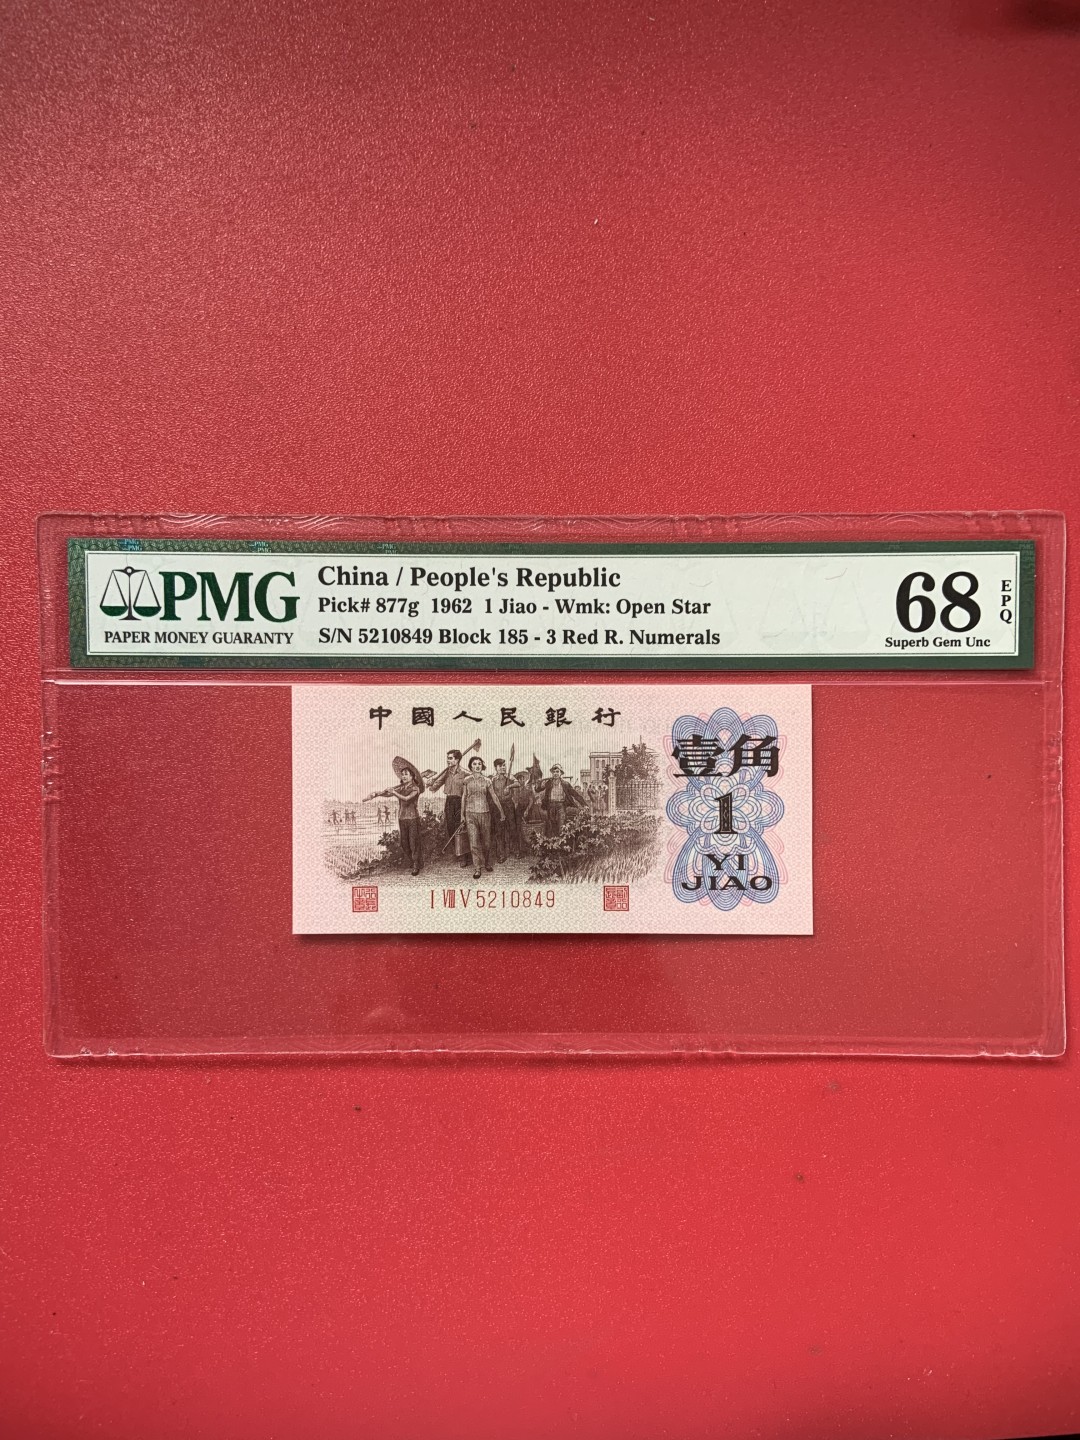 PMG
PAPER MONEY GUARANTY
China / People's Republic
Pick# 877g 1962 1 Jiao - Wmk: Open Star
S/N 5210849 Block 185 - 3 Red R. Numerals
68
EPQ
Superb Gem Unc
中國人民銀行
壹角
1
YI
JIAO
I VIII V 5210849